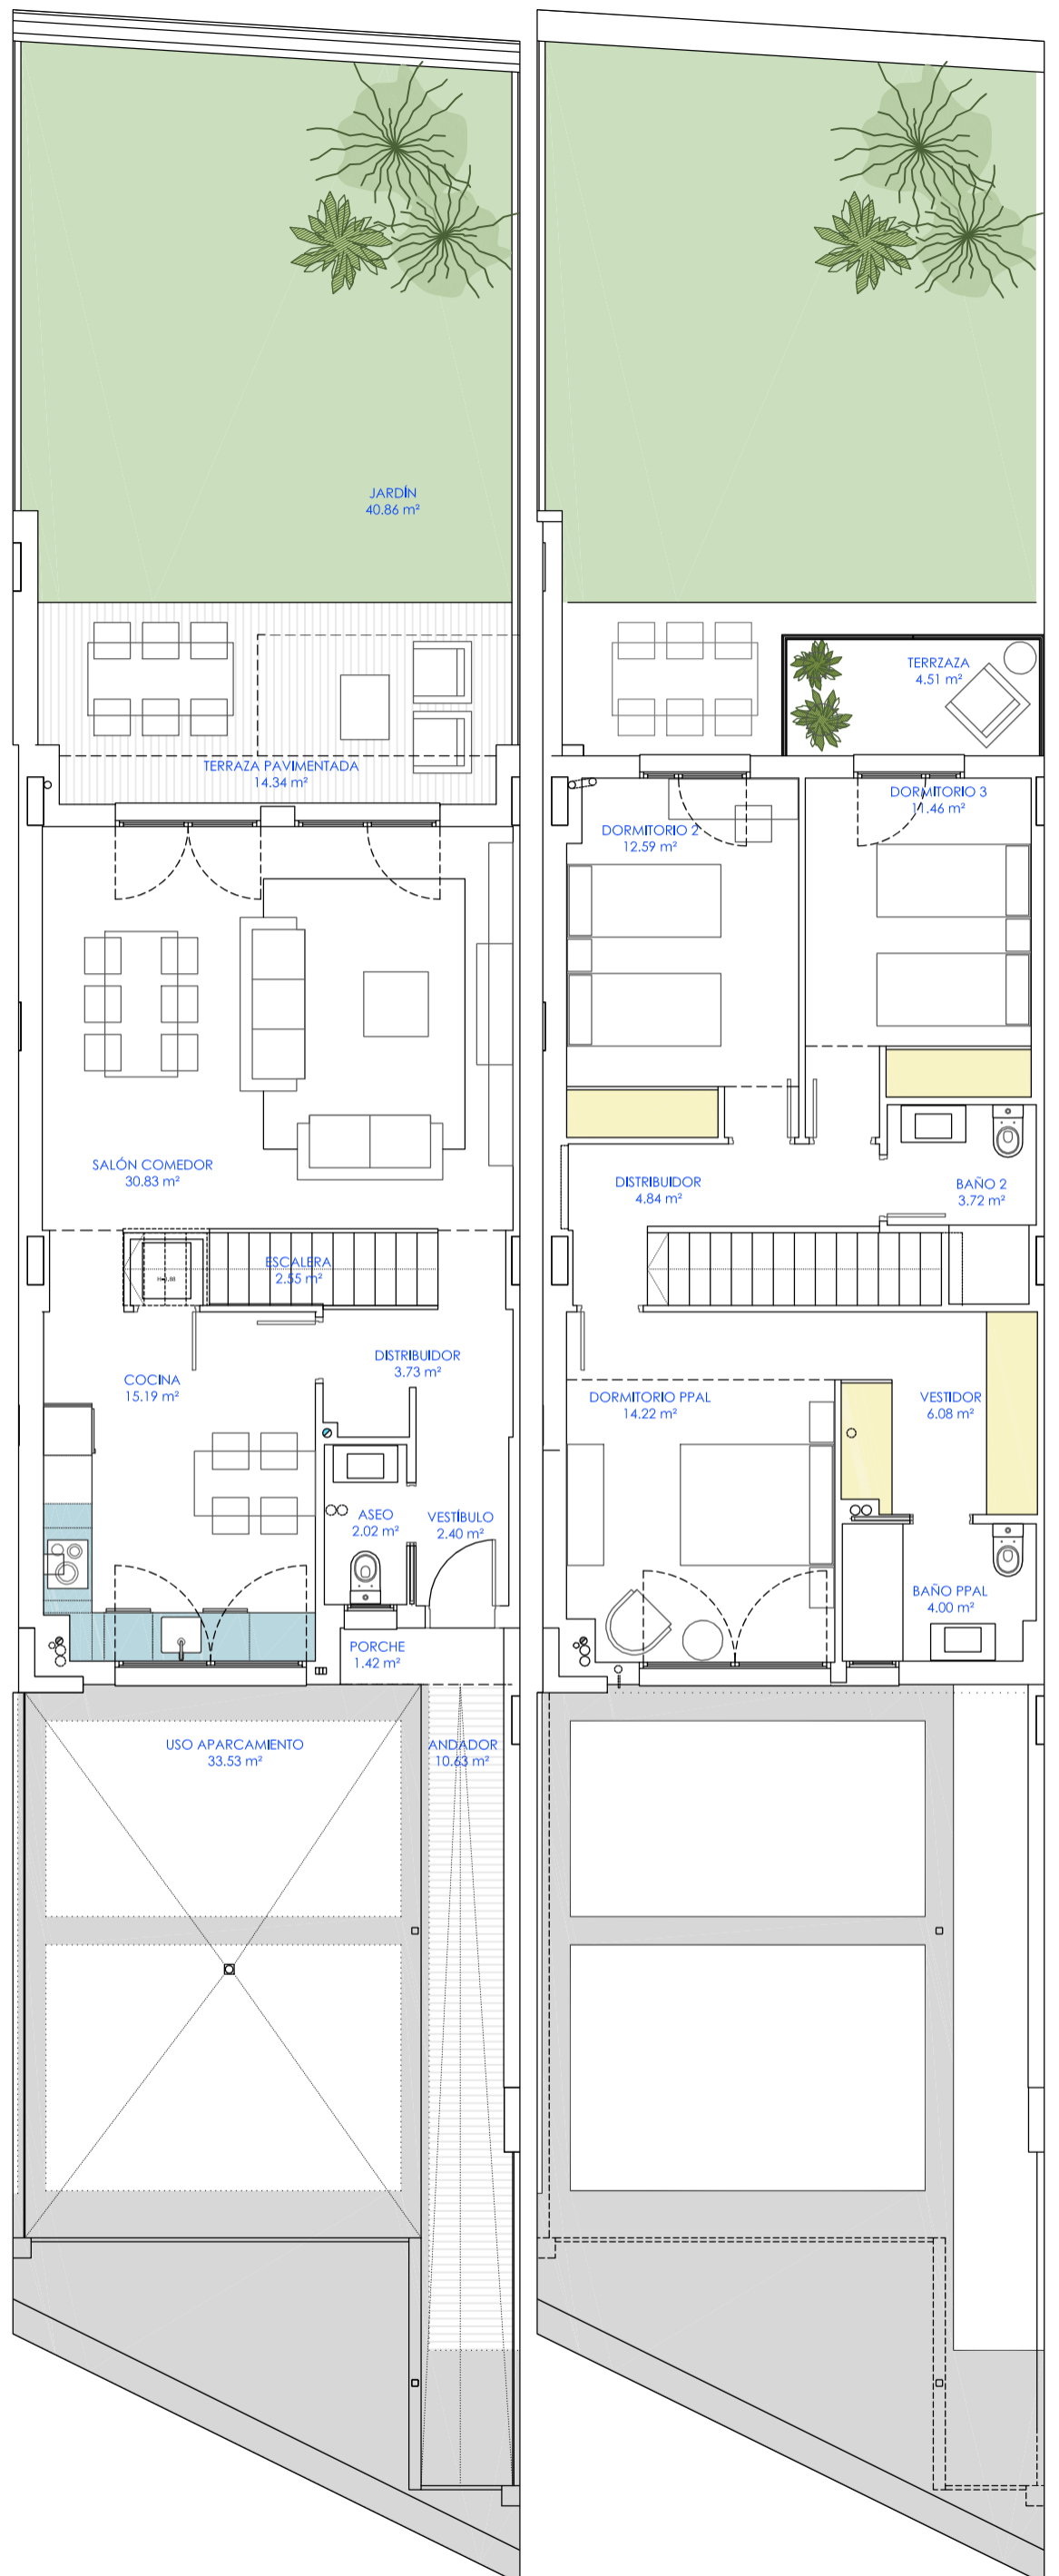 JARDÍN
40.86 m²
TERRAZA PAVIMENTADA
14.34 m²
SALÓN COMEDOR
30.83 m²
ESCALERA
2.55 m²
DISTRIBUIDOR
3.73 m²
COCINA
15.19 m²
ASEO
2.02 m²
VESTÍBULO
2.40 m²
PORCHE
1.42 m²
USO APARCAMIENTO
33.53 m²
ANDADOR
10.63 m²
TERRZAZA
4.51 m²
DORMITORIO 3
11.46 m²
DORMITORIO 2
12.59 m²
DISTRIBUIDOR
4.84 m²
BAÑO 2
3.72 m²
DORMITORIO PPAL
14.22 m²
VESTIDOR
6.08 m²
BAÑO PPAL
4.00 m²